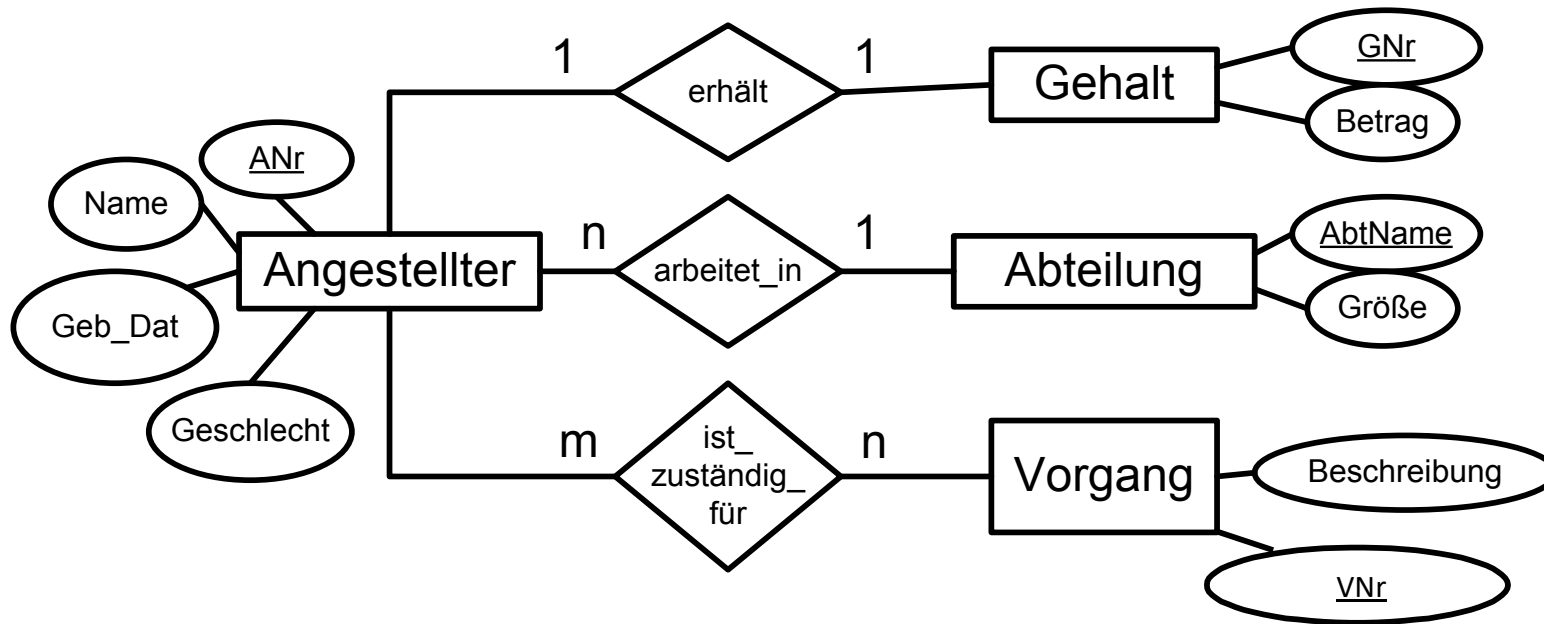 1
erhält
1
Gehalt
GNr
Betrag
ANr
Name
Angestellter
Geb_Dat
Geschlecht
n
arbeitet_in
1
Abteilung
AbtName
Größe
m
ist_
zuständig_
für
n
Vorgang
Beschreibung
VNr